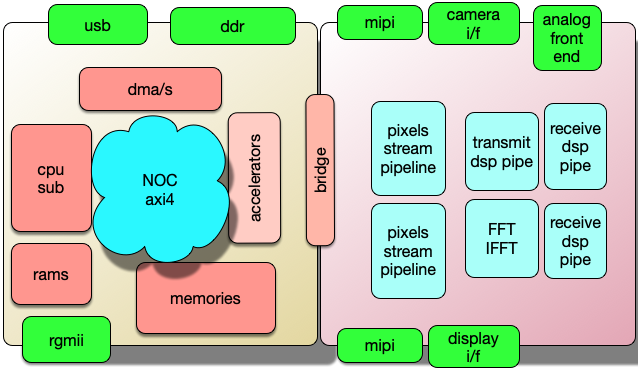 usb
ddr
mipi
camera
i/f
analog
front
end
dma/s
cpu
sub
NOC
axi4
accelerators
bridge
pixels
stream
pipeline
transmit
dsp pipe
receive
dsp
pipe
rams
memories
pixels
stream
pipeline
FFT
IFFT
receive
dsp
pipe
rgmii
mipi
display
i/f